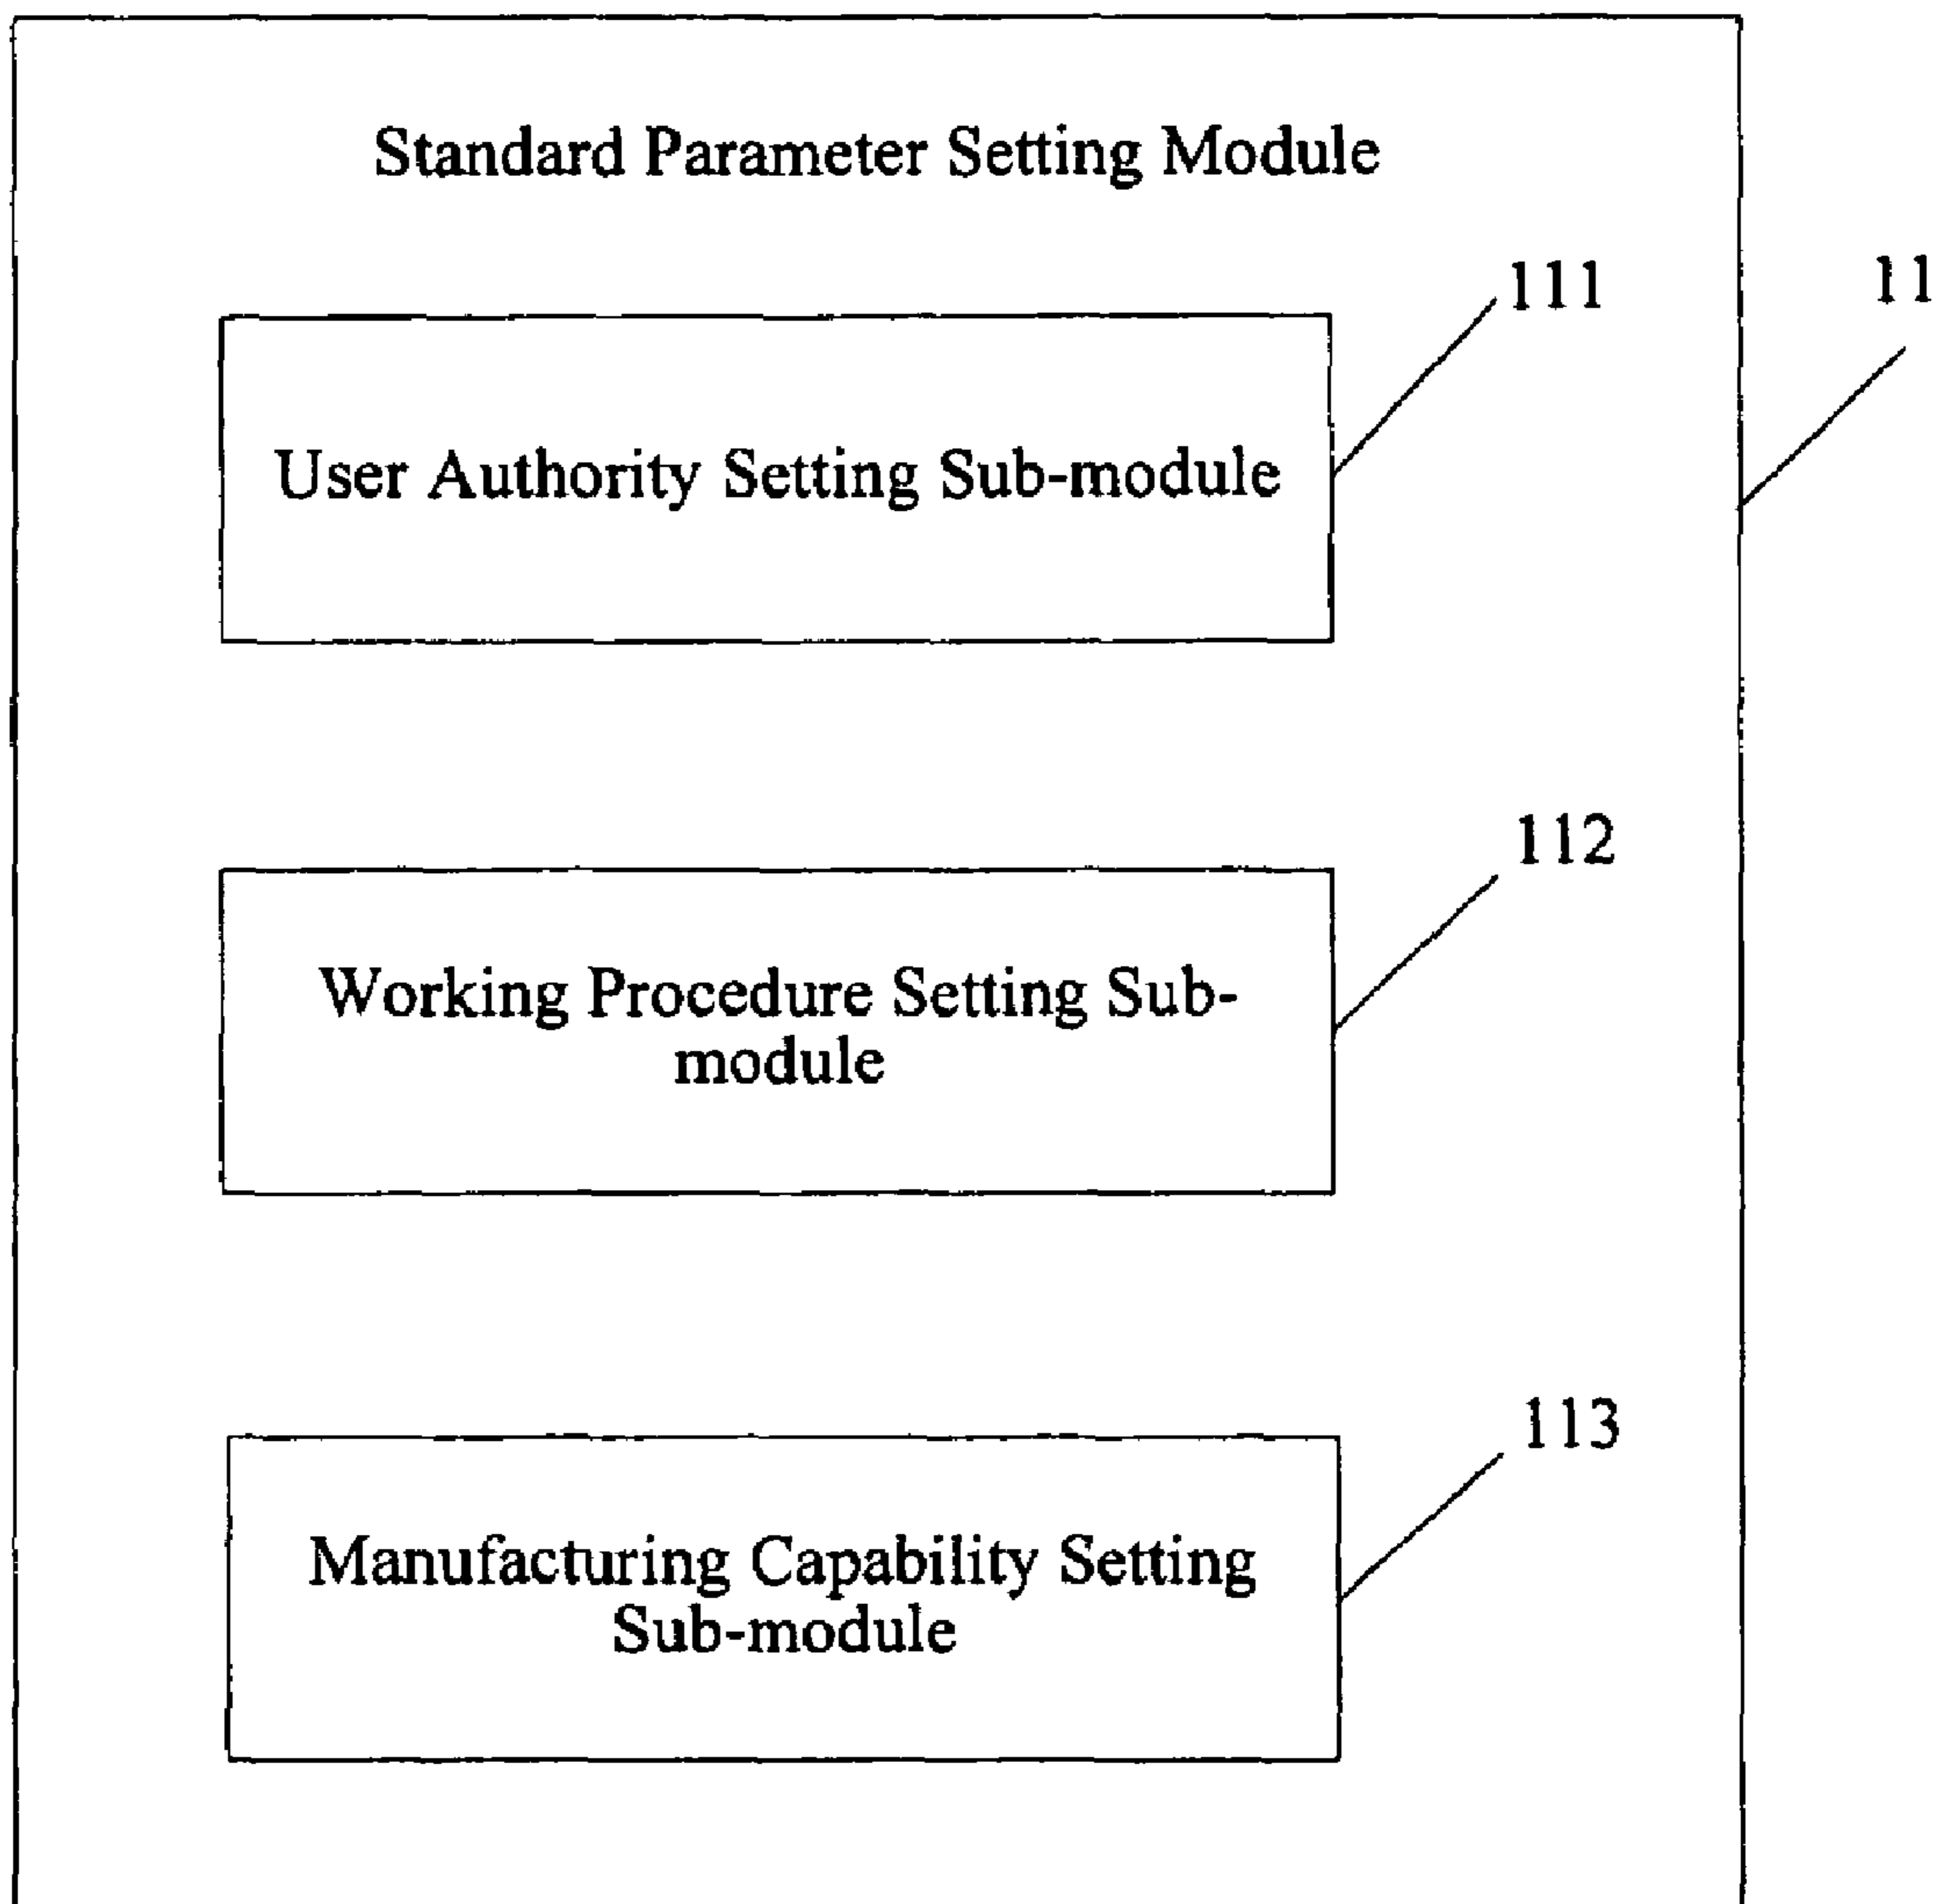 Standard Parameter Setting Module
111
11
User Authority Setting Sub-module
112
Working Procedure Setting Sub-
module
113
Manufacturing Capability Setting
Sub-module